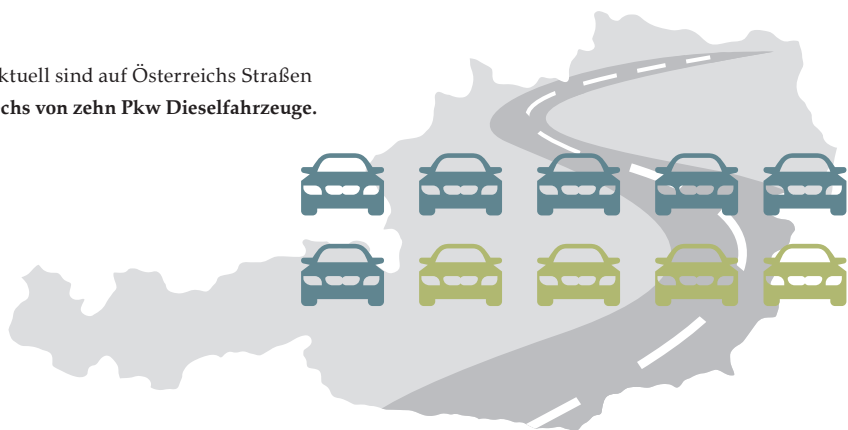 ktuell sind auf Österreichs Straßen
chs von zehn Pkw Dieselfahrzeuge.